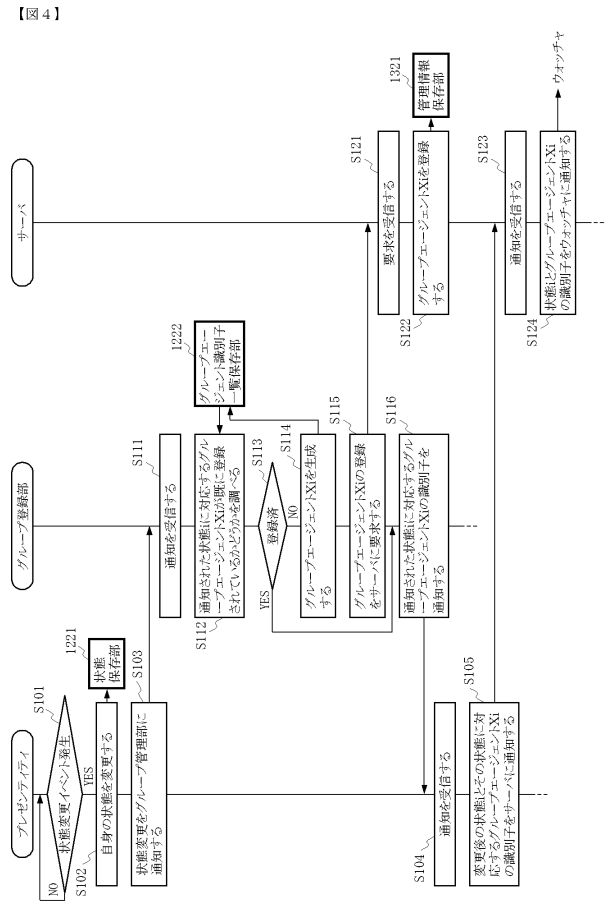 【図4】
プレゼンティティ
S101
状態変更イベント発生
NO
YES
1221
状態
保存部
S102
自身の状態を変更する
S103
状態変更をグループ管理部に
通知する
S104
通知を受信する
S105
変更後の状態iとその状態に対
応するグループエージェントXi
の識別子をサーバに通知する
グループ登録部
S111
通知を受信する
S112
通知された状態iに対応するグル
ープエージェントXiが既に登録
されているかどうかを調べる
1222
グループエー
ジェント識別子
一覧保存部
S113
登録済
YES
NO
S114
グループエージェントXiを生成
する
S115
グループエージェントXiの登録
をサーバに要求する
S116
通知された状態iに対応するグル
ープエージェントXiの識別子を
通知する
サーバ
S121
要求を受信する
S122
グループエージェントXiを登録
する
1321
管理情報
保存部
S123
通知を受信する
S124
状態iとグループエージェントXi
の識別子をウォッチャに通知する
ウォッチャ